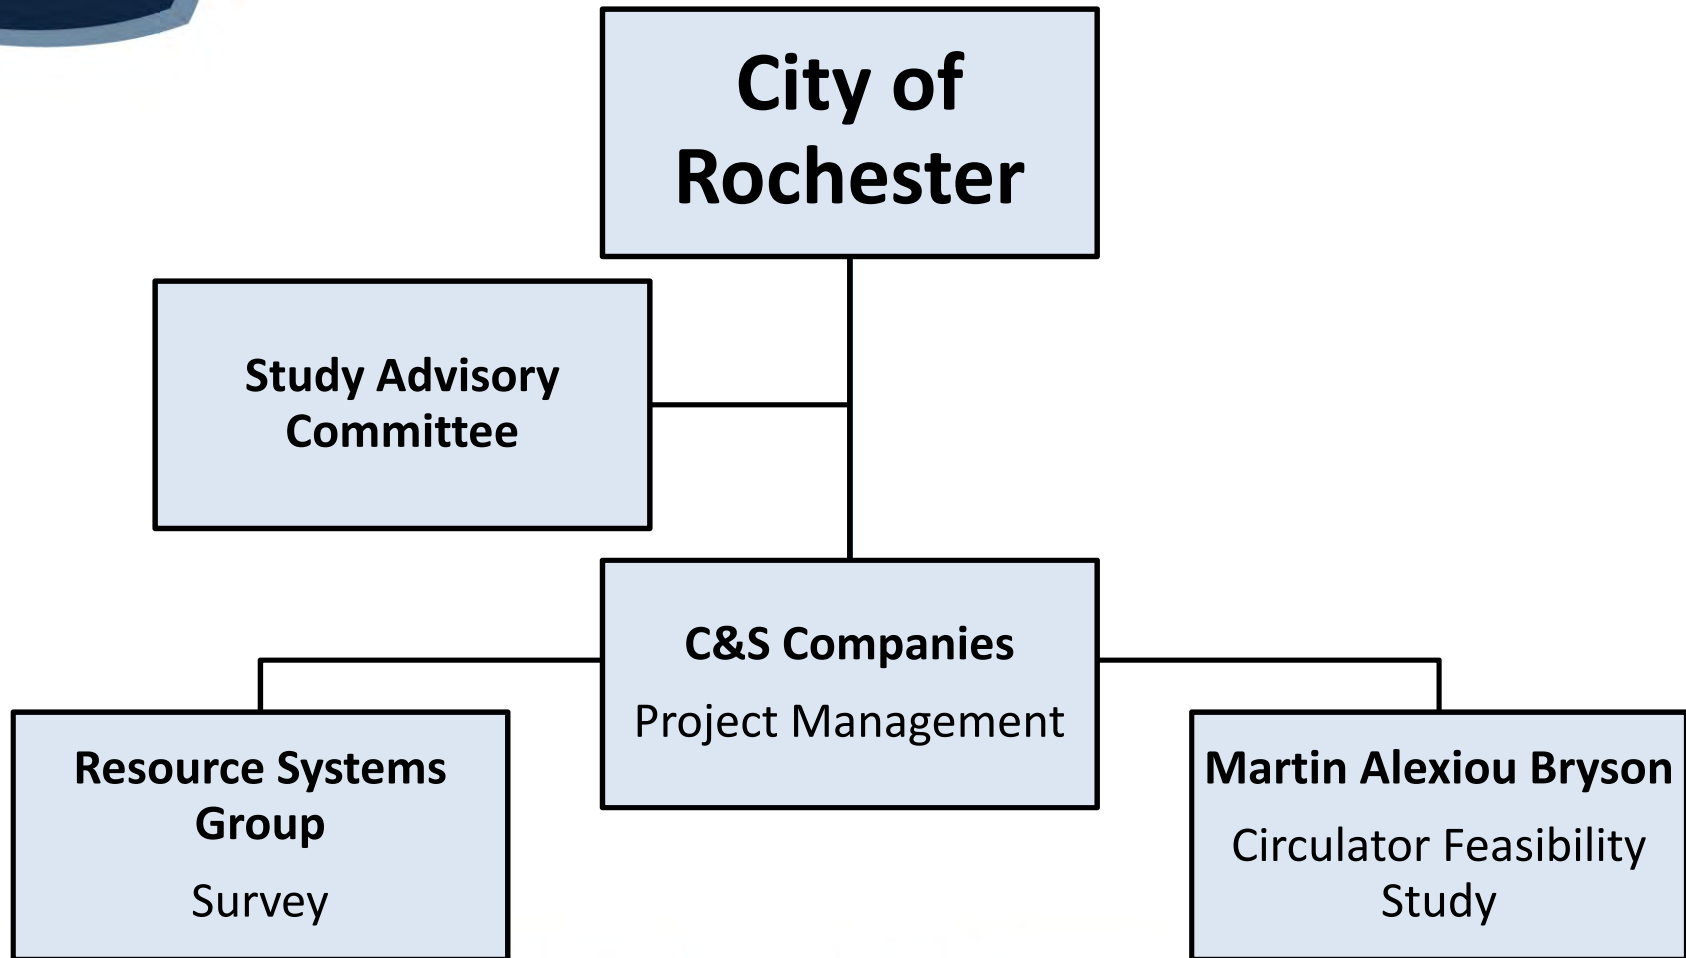 City of
Rochester
Study Advisory
Committee
C&S Companies
Project Management
Resource Systems
Group
Survey
Martin Alexiou Bryson
Circulator Feasibility
Study